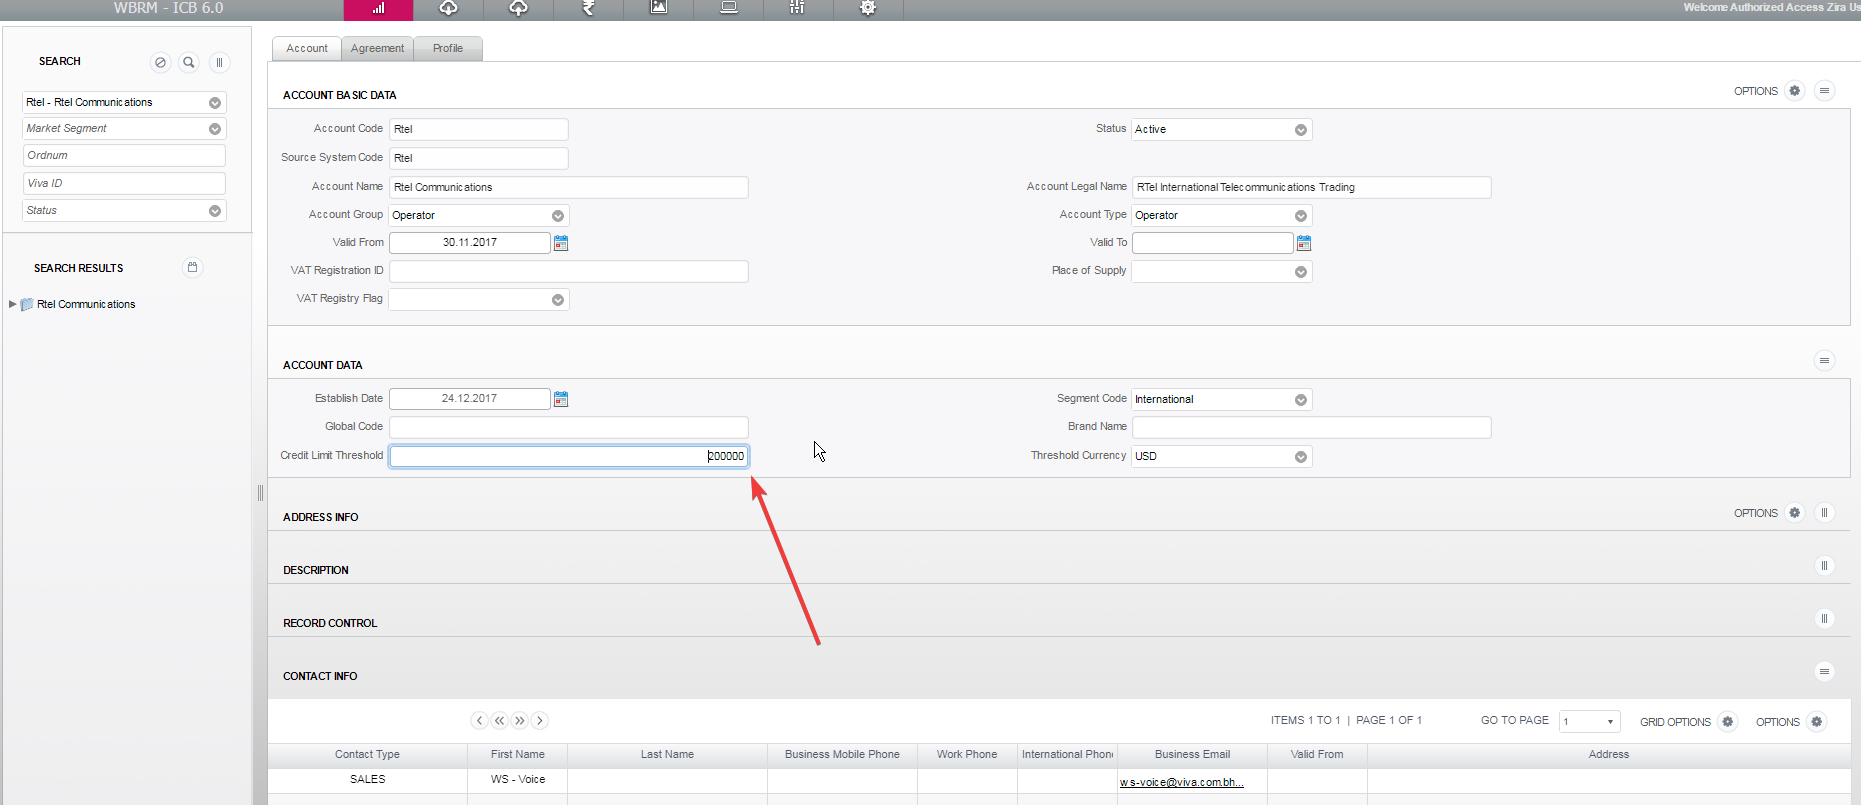 WBRM - ICB 6.0
Welcome Authorized Access Zira Us
SEARCH
Rtel - Rtel Communications
Market Segment
Ordnum
Viva ID
Status
SEARCH RESULTS
Rtel Communications
Account Agreement Profile
ACCOUNT BASIC DATA OPTIONS
Account Code Rtel Status Active
Source System Code Rtel
Account Name Rtel Communications Account Legal Name RTel International Telecommunications Trading
Account Group Operator Account Type Operator
Valid From 30.11.2017 Valid To
VAT Registration ID Place of Supply
VAT Registry Flag
ACCOUNT DATA
Establish Date 24.12.2017 Segment Code International
Global Code Brand Name
Credit Limit Threshold 200000 Threshold Currency USD
ADDRESS INFO OPTIONS
DESCRIPTION
RECORD CONTROL
CONTACT INFO
ITEMS 1 TO 1 | PAGE 1 OF 1 GO TO PAGE 1 GRID OPTIONS OPTIONS
Contact Type First Name Last Name Business Mobile Phone Work Phone International Phon Business Email Valid From Address
SALES WS - Voice ws-voice@viva.com.bh...